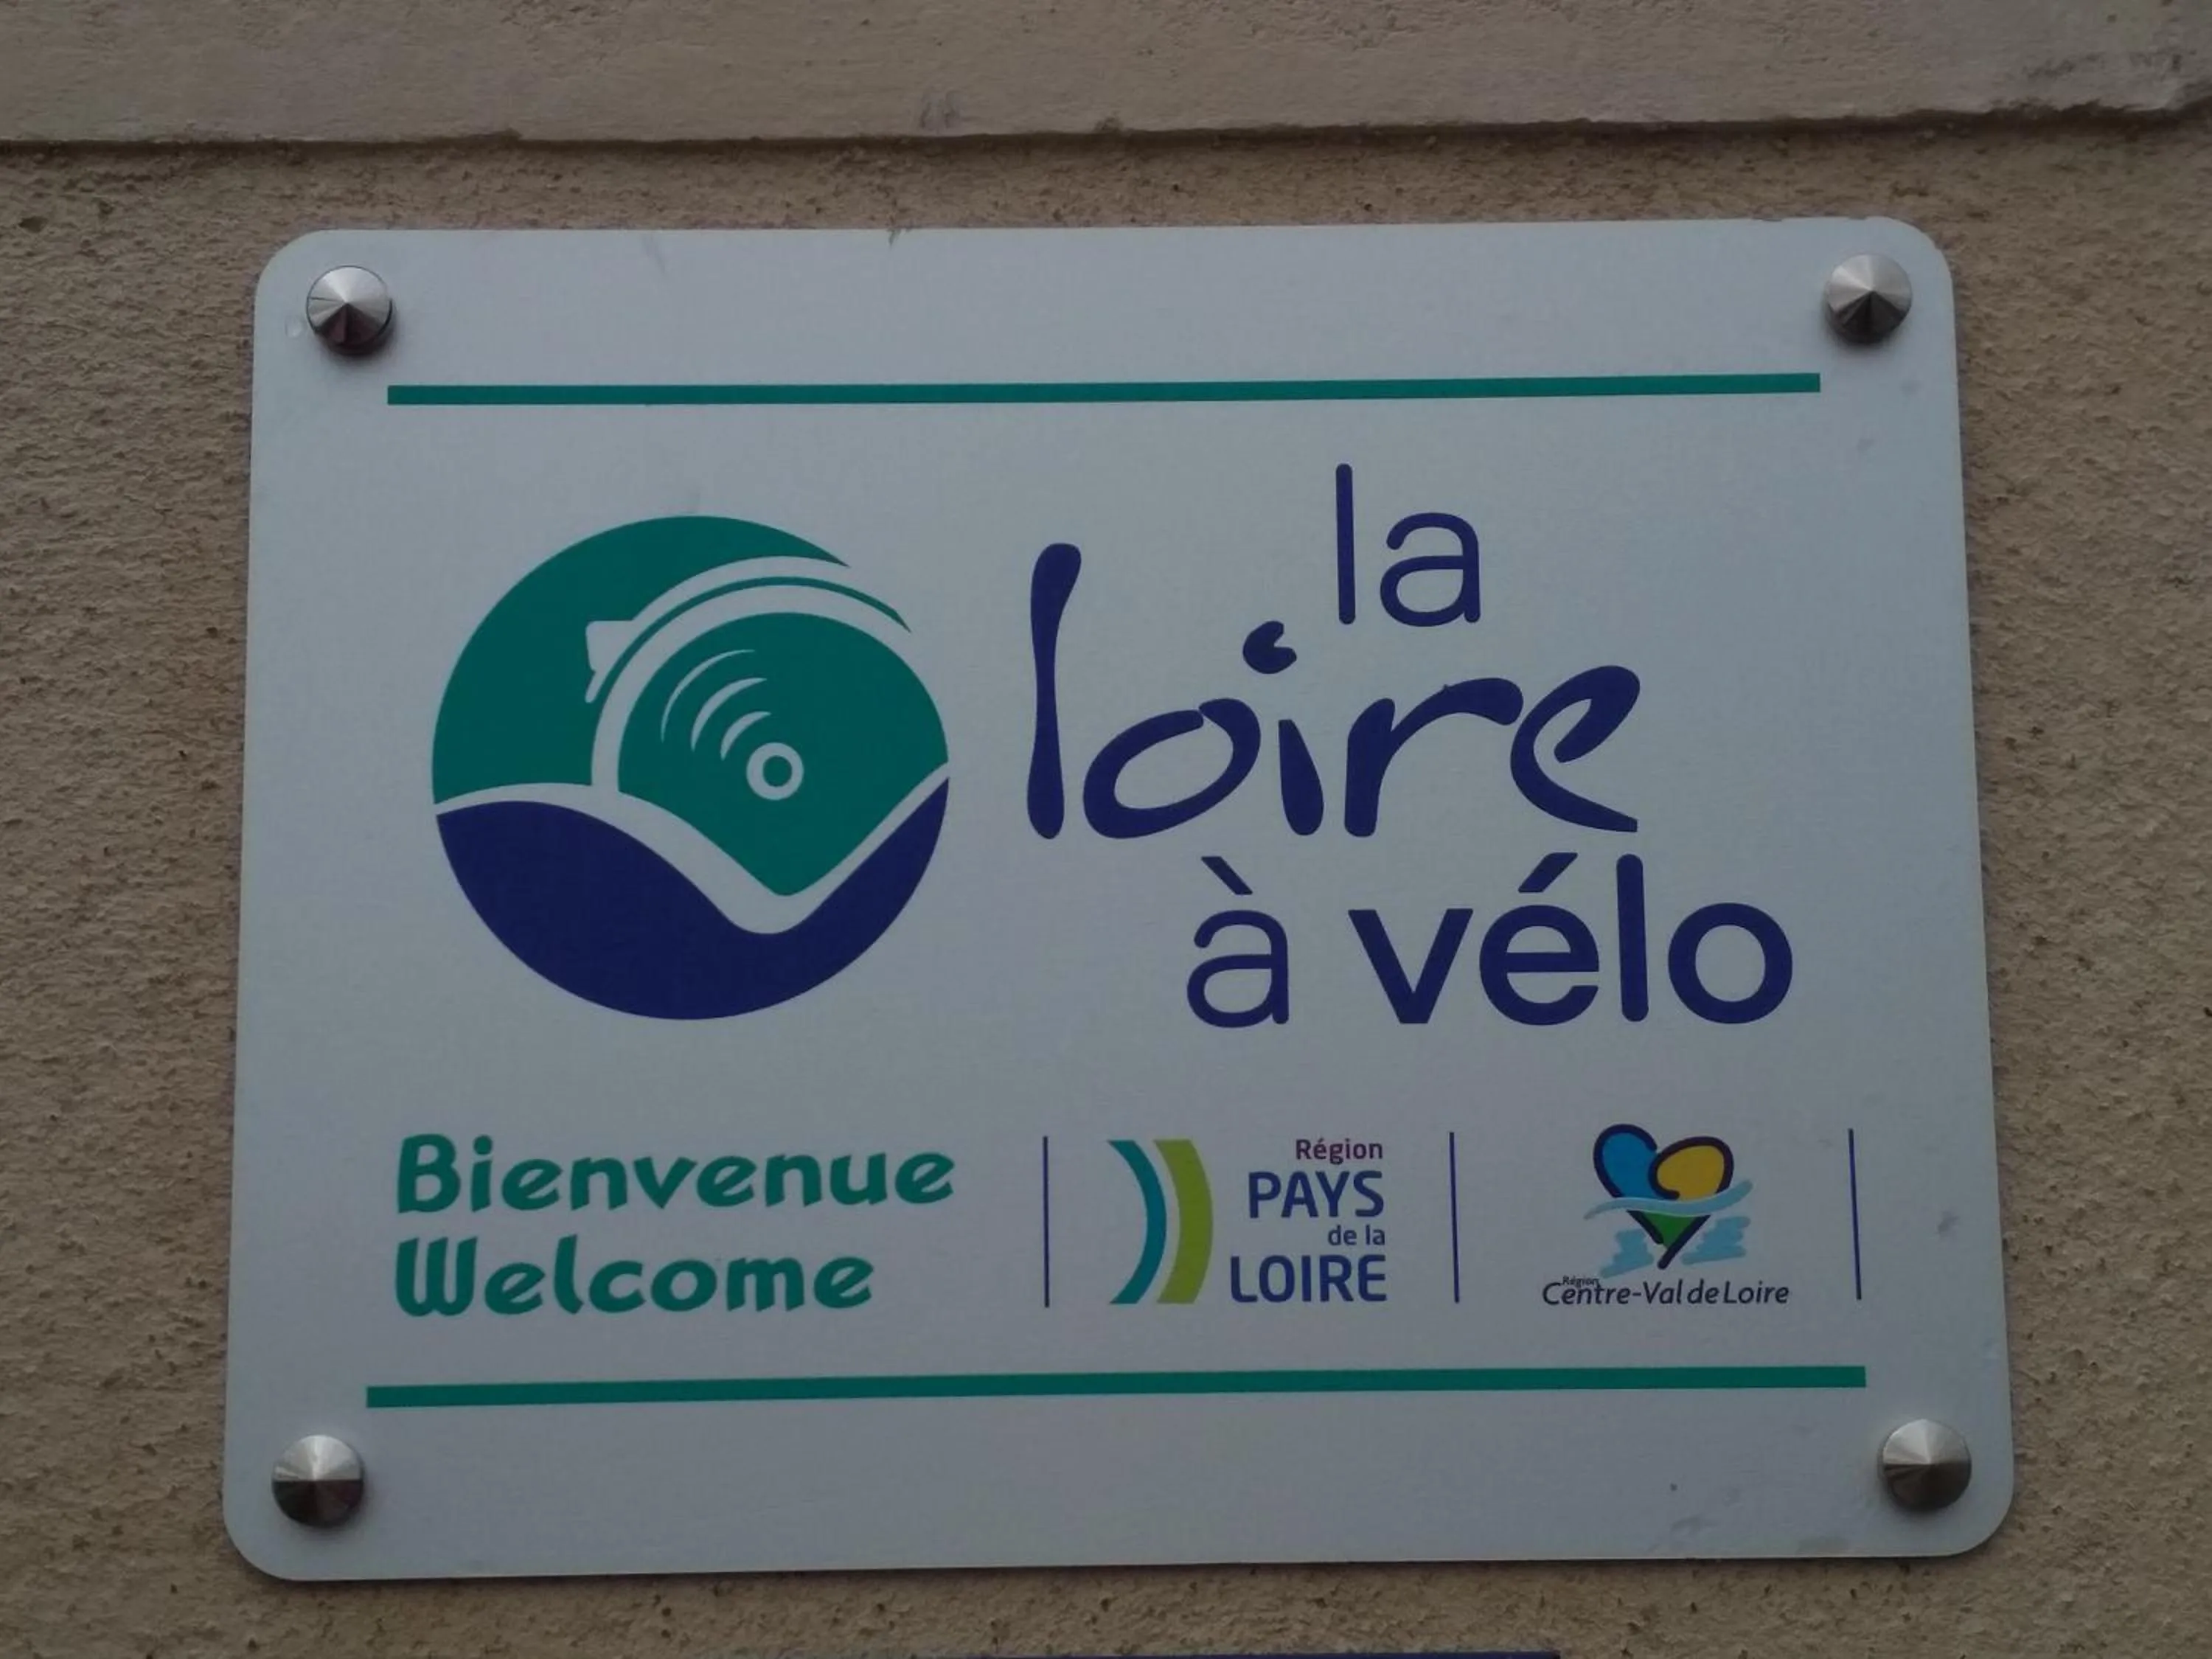 la
loire
à vélo
Bienvenue
Welcome
Région
PAYS
de la
LOIRE
Région
Centre-Val de Loire